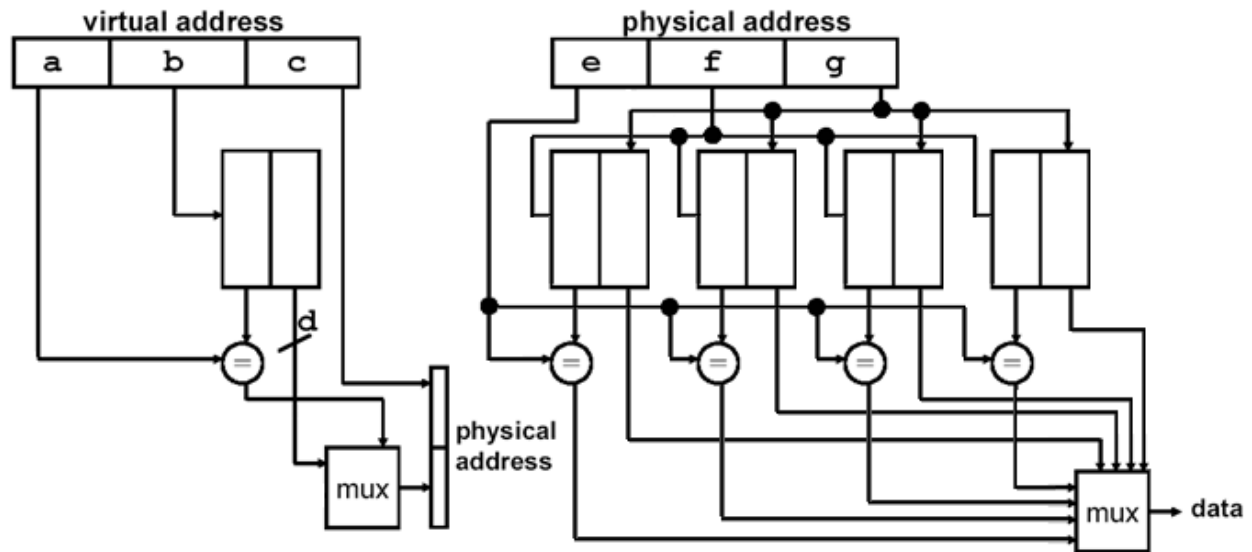 virtual address
a b c
d
=
mux
physical
address
physical address
e f g
= = = =
mux
data